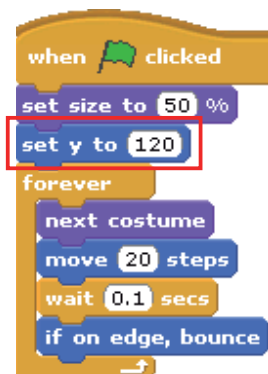 when clicked
set size to 50 %
set y to 120
forever
next costume
move 20 steps
wait 0.1 secs
if on edge, bounce